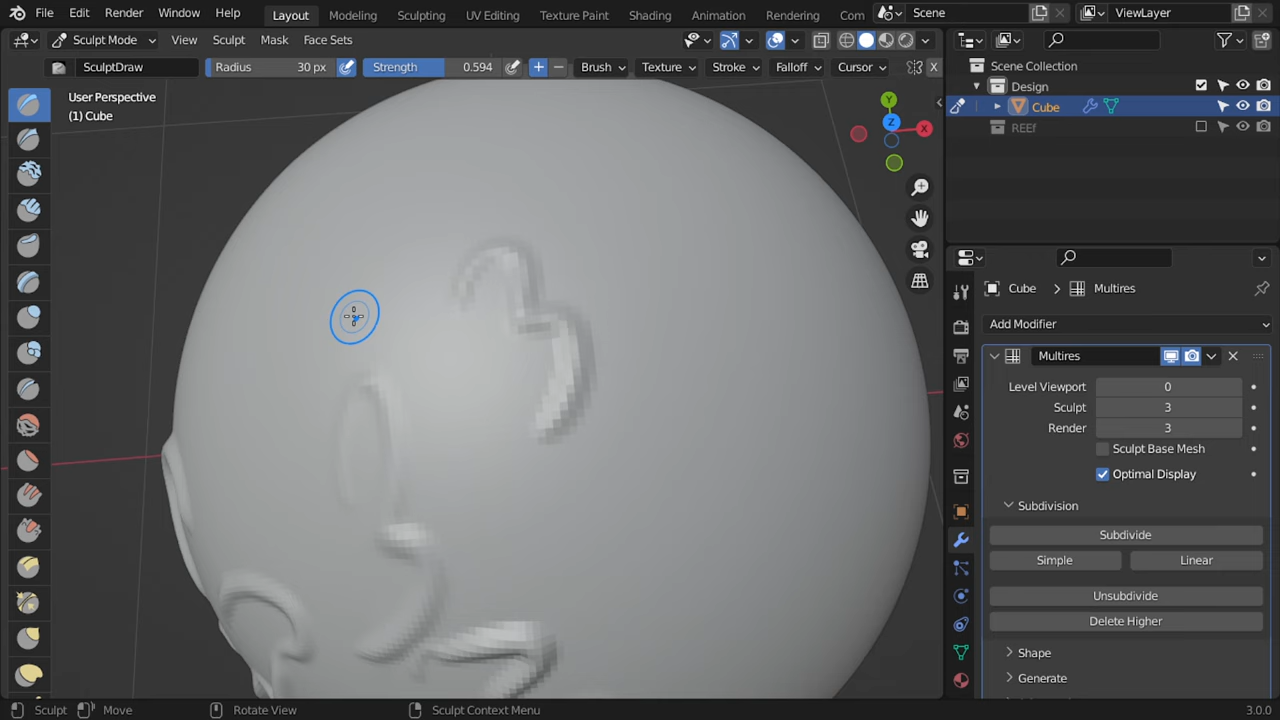 File Edit Render Window Help Layout Modeling Sculpting UV Editing Texture Paint Shading Animation Rendering Com Scene ViewLayer
Sculpt Mode View Sculpt Mask Face Sets
SculptDraw Radius 30 px Strength 0.594 Brush Texture Stroke Falloff Cursor X
User Perspective
(1) Cube
Y
Z
X
Scene Collection
Design
Cube
REEf
Cube > Multires
Add Modifier
Multires
Level Viewport 0
Sculpt 3
Render 3
Sculpt Base Mesh
Optimal Display
Subdivision
Subdivide
Simple Linear
Unsubdivide
Delete Higher
Shape
Generate
Sculpt Move Rotate View Sculpt Context Menu 3.0.0